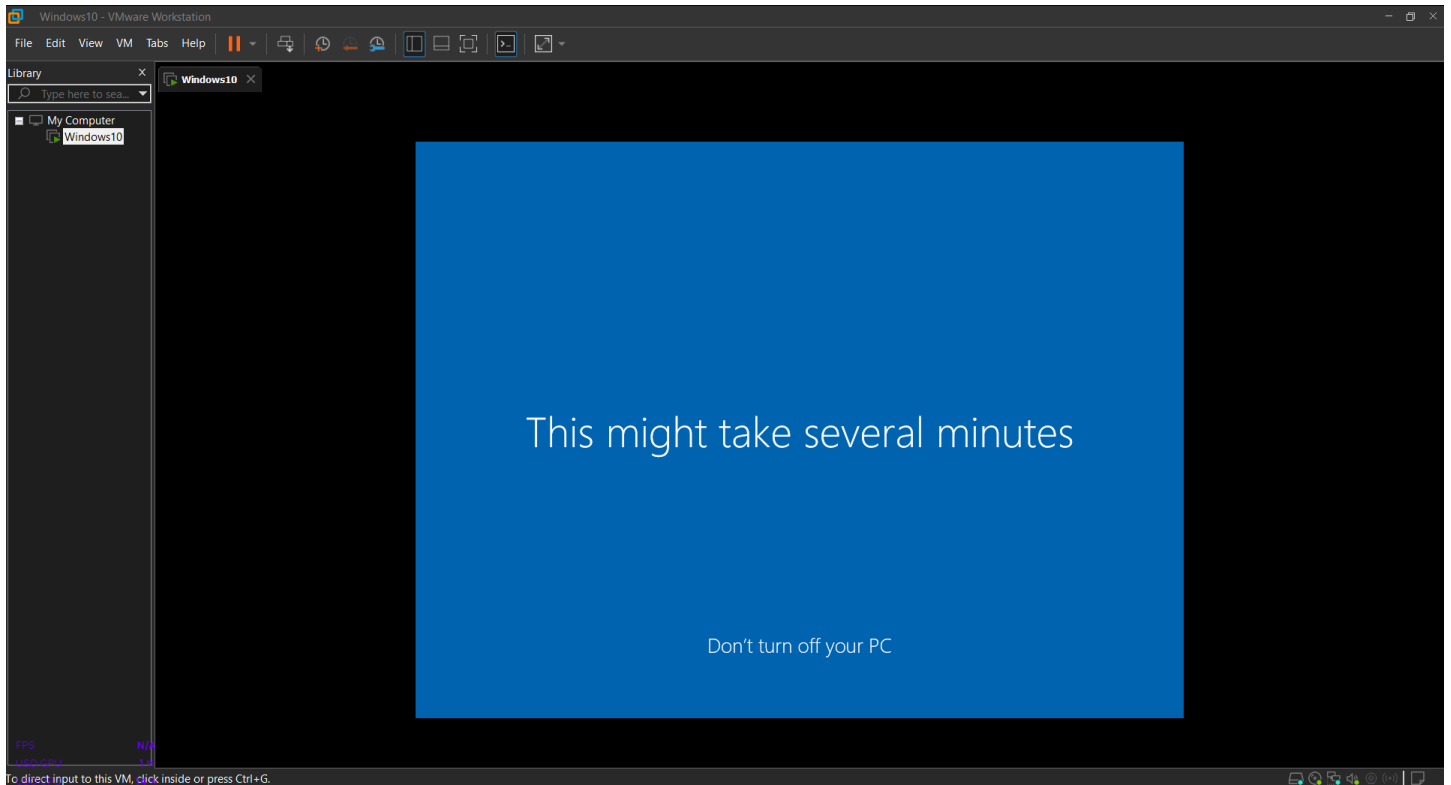 Windows10 - VMware Workstation
File Edit View VM Tabs Help
Library X
Type here to sea...
Windows10
My Computer
Windows10
This might take several minutes
Don't turn off your PC
FPS N/A
To direct input to this VM, click inside or press Ctrl+G.